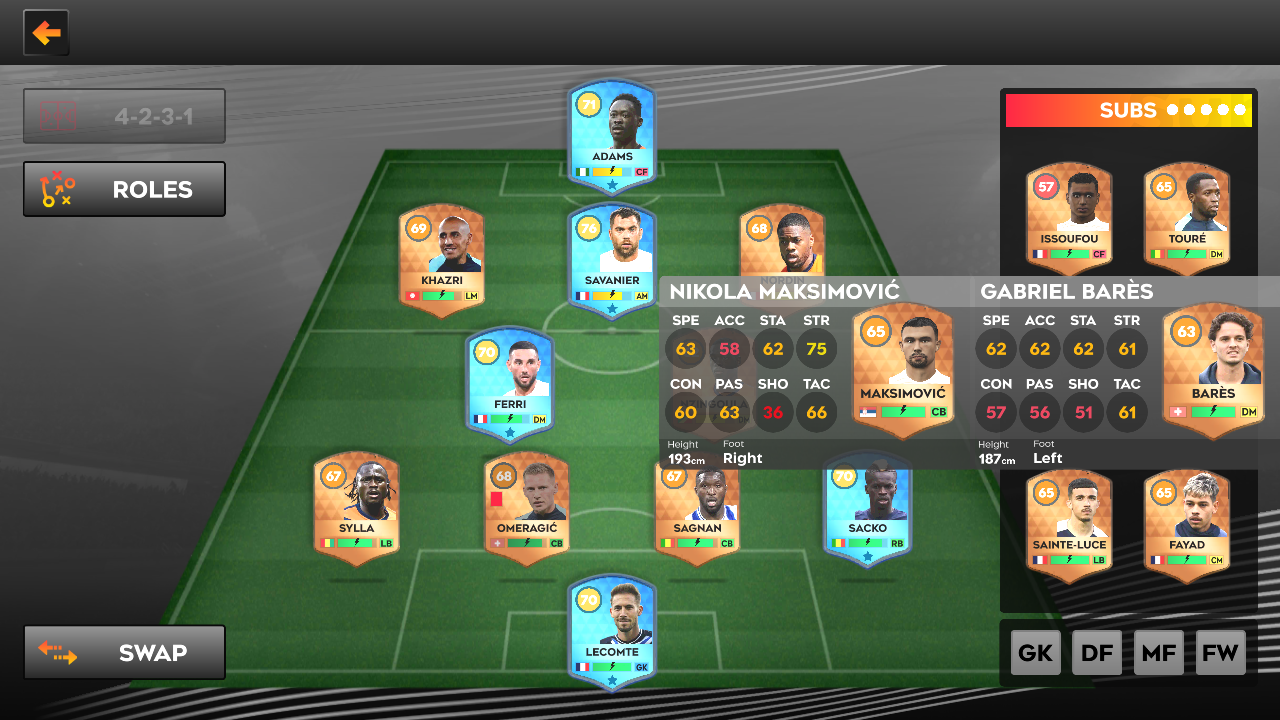 71
ADAMS
CF
4-2-3-1
SUBS
ROLES
57
ISSOUFOU
CF
65
TOURÉ
DM
69
KHAZRI
LM
76
SAVANIER
AM
68
NORDIN
NIKOLA MAKSIMOVIĆ
SPE ACC STA STR
63 58 62 75
CON PAS SHO TAC
60 63 36 66
Height Foot
193cm Right
65
MAKSIMOVIĆ
CB
GABRIEL BARÈS
SPE ACC STA STR
62 62 62 61
CON PAS SHO TAC
57 56 51 61
Height Foot
187cm Left
63
BARÈS
DM
70
FERRI
DM
67
SYLLA
LB
68
OMERAGIĆ
CB
67
SAGNAN
CB
70
SACKO
RB
65
SAINTE-LUCE
LB
65
FAYAD
CM
70
LECOMTE
GK
SWAP
GK DF MF FW